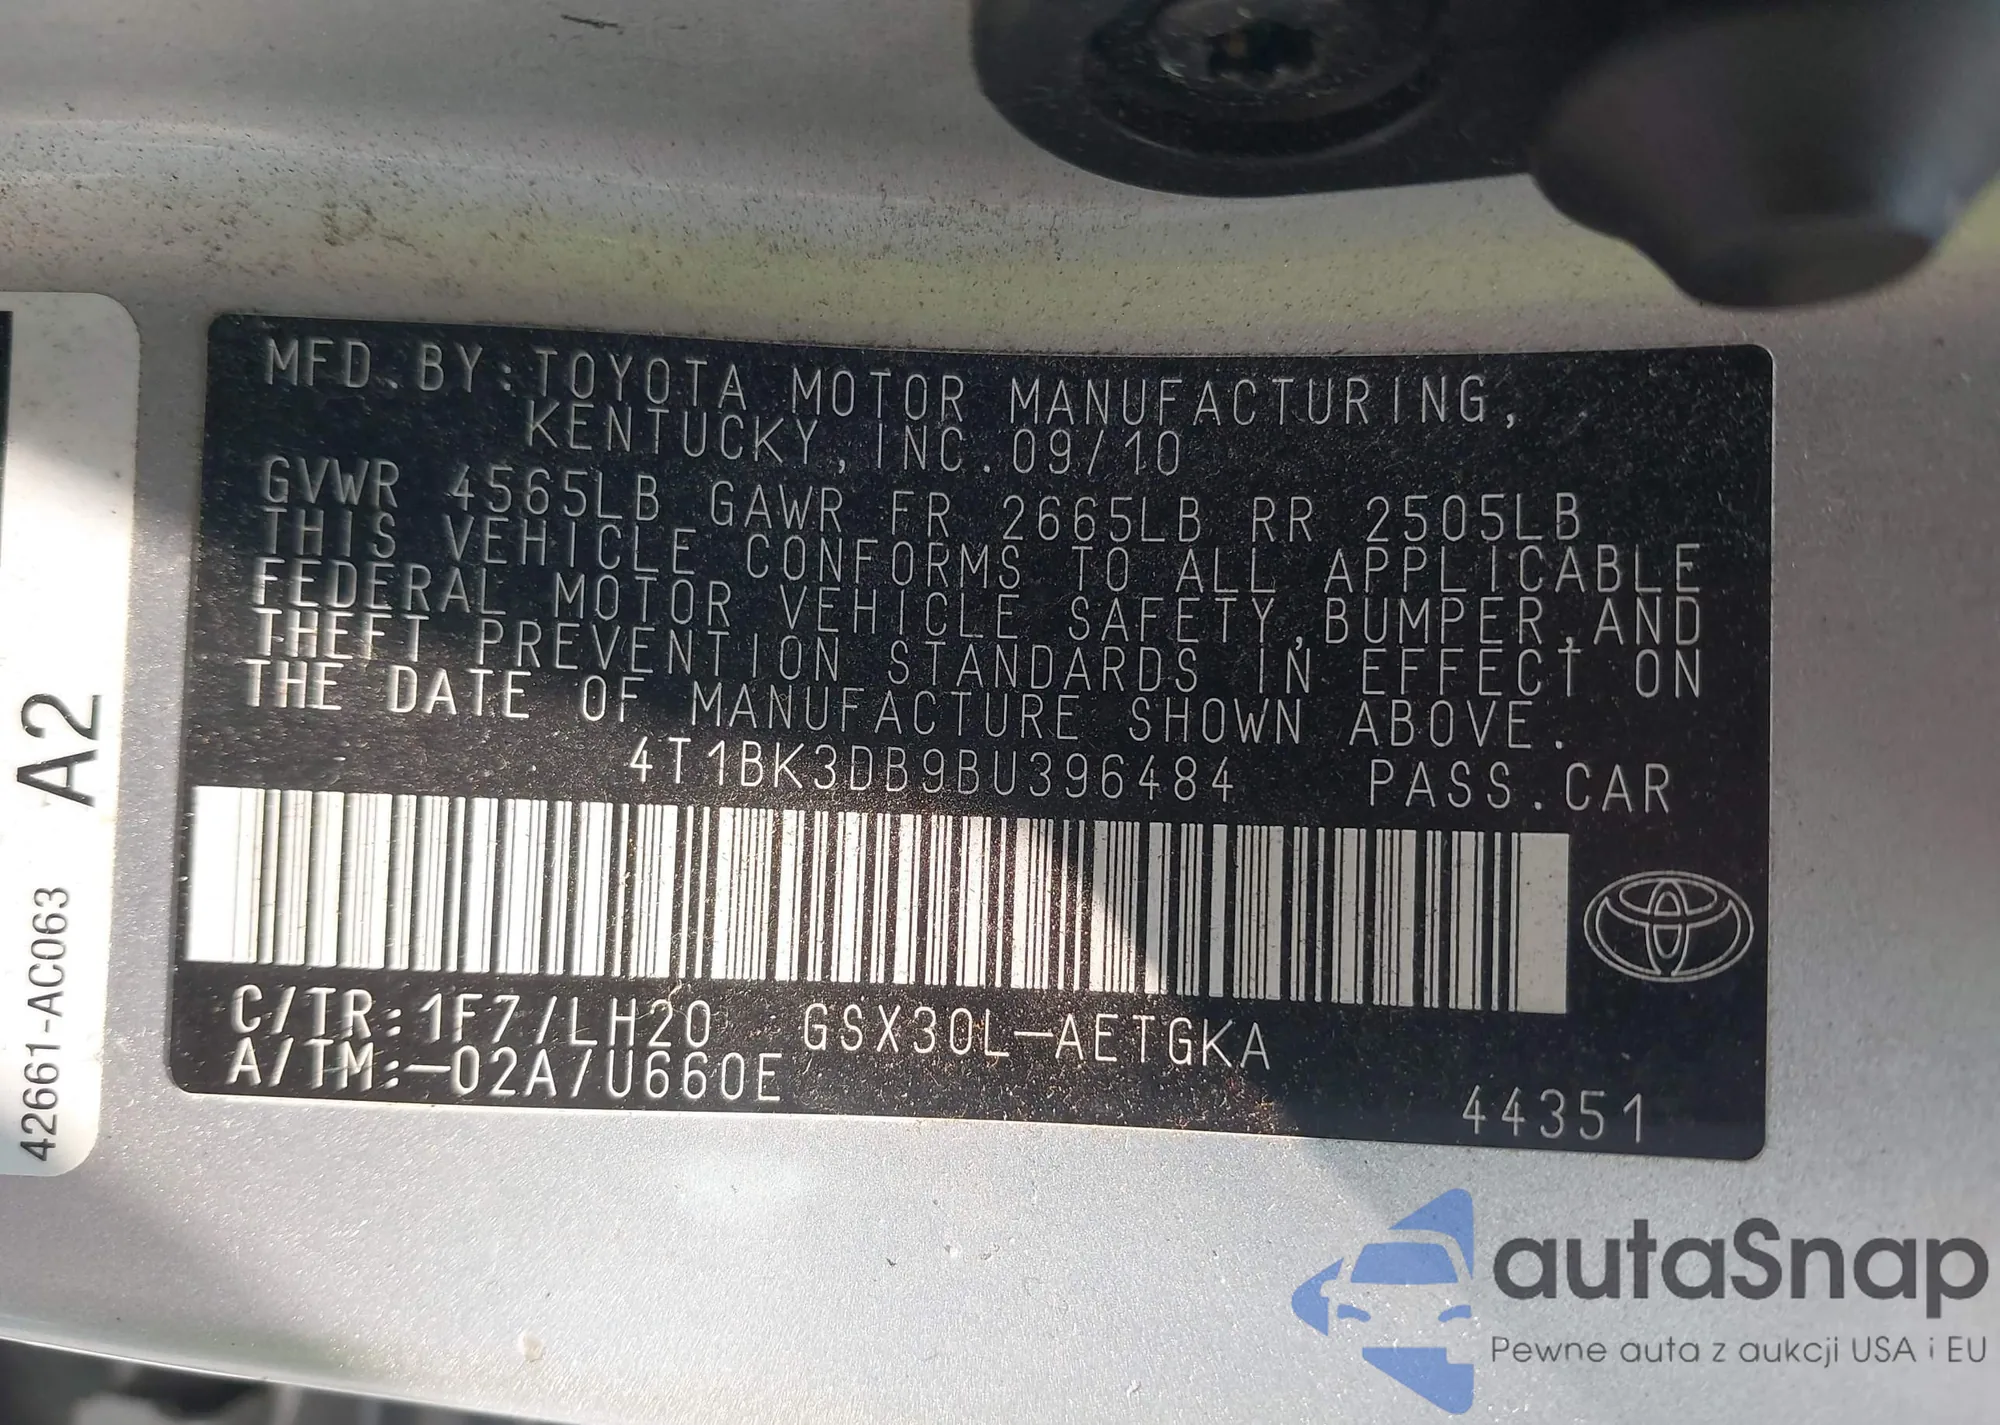 MFD. BY: TOYOTA MOTOR MANUFACTURING,
KENTUCKY, INC. 09/10
GVWR 4565LB GAWR FR 2665LB RR 2505LB
THIS VEHICLE CONFORMS TO ALL APPLICABLE
FEDERAL MOTOR VEHICLE SAFETY, BUMPER, AND
THEFT PREVENTION STANDARDS IN EFFECT ON
THE DATE OF MANUFACTURE SHOWN ABOVE.
4T1BK3DB9BU396484 PASS. CAR
C/TR: 1F7/LH20 GSX30L-AETGKA
A/TM: -02A/U660E
44351
42661-AC063 A2
autaSnap
Pewne auta z aukcji USA i EU